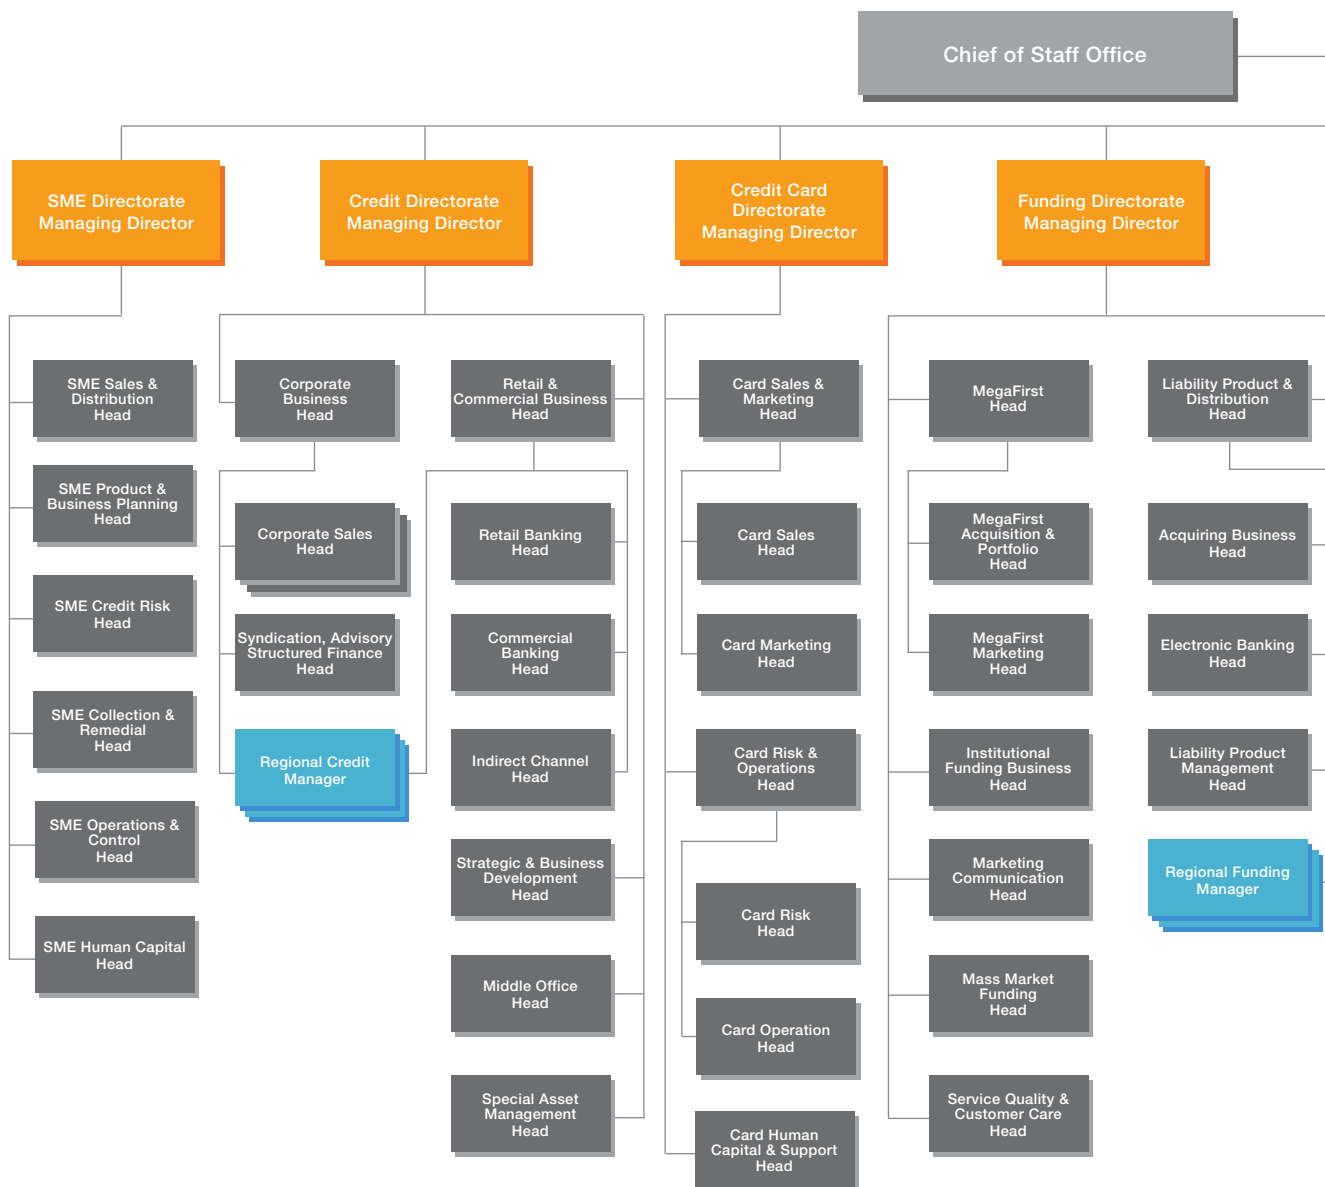 Chief of Staff Office
SME Directorate
Managing Director
Credit Directorate
Managing Director
Credit Card
Directorate
Managing Director
Funding Directorate
Managing Director
SME Sales &
Distribution
Head
SME Product &
Business Planning
Head
SME Credit Risk
Head
SME Collection &
Remedial
Head
SME Operations &
Control
Head
SME Human Capital
Head
Corporate
Business
Head
Corporate Sales
Head
Syndication, Advisory
Structured Finance
Head
Regional Credit
Manager
Retail &
Commercial Business
Head
Retail Banking
Head
Commercial
Banking
Head
Indirect Channel
Head
Strategic & Business
Development
Head
Middle Office
Head
Special Asset
Management
Head
Card Sales &
Marketing
Head
Card Sales
Head
Card Marketing
Head
Card Risk &
Operations
Head
Card Risk
Head
Card Operation
Head
Card Human
Capital & Support
Head
MegaFirst
Head
MegaFirst
Acquisition &
Portfolio
Head
MegaFirst
Marketing
Head
Institutional
Funding Business
Head
Marketing
Communication
Head
Mass Market
Funding
Head
Service Quality &
Customer Care
Head
Liability Product &
Distribution
Head
Acquiring Business
Head
Electronic Banking
Head
Liability Product
Management
Head
Regional Funding
Manager